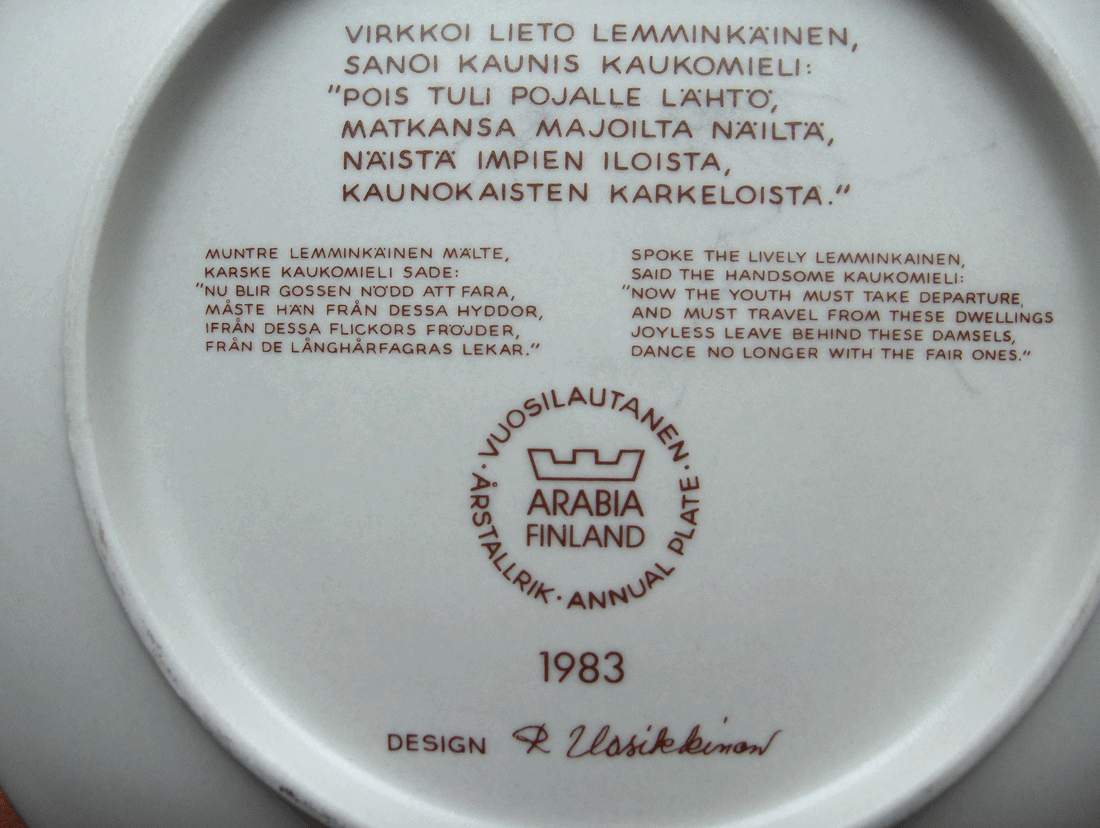 VIRKKOI LIETO LEMMINKÄINEN,
SANOI KAUNIS KAUKOMIELI:
"POIS TULI POJALLE LÄHTÖ,
MATKANSA MAJOILTA NÄILTÄ,
NÄISTÄ IMPIEN ILOISTA,
KAUNOKAISTEN KARKELOISTA."
MUNTRE LEMMINKÄINEN MÄLTE,
KARSKE KAUKOMIELI SADE:
"NU BLIR GOSSEN NÖDD ATT FARA,
MÅSTE HÄN FRÅN DESSA HYDDOR,
IFRÅN DESSA FLICKORS FRÖJDER,
FRÅN DE LÅNGHÅRFAGRAS LEKAR."
SPOKE THE LIVELY LEMMINKAINEN,
SAID THE HANDSOME KAUKOMIELI:
"NOW THE YOUTH MUST TAKE DEPARTURE,
AND MUST TRAVEL FROM THESE DWELLINGS
JOYLESS LEAVE BEHIND THESE DAMSELS,
DANCE NO LONGER WITH THE FAIR ONES."
· VUOSILAUTANEN · ANNUAL PLATE · ÅRSTALLRIK
ARABIA
FINLAND
1983
DESIGN R Uosikkinen